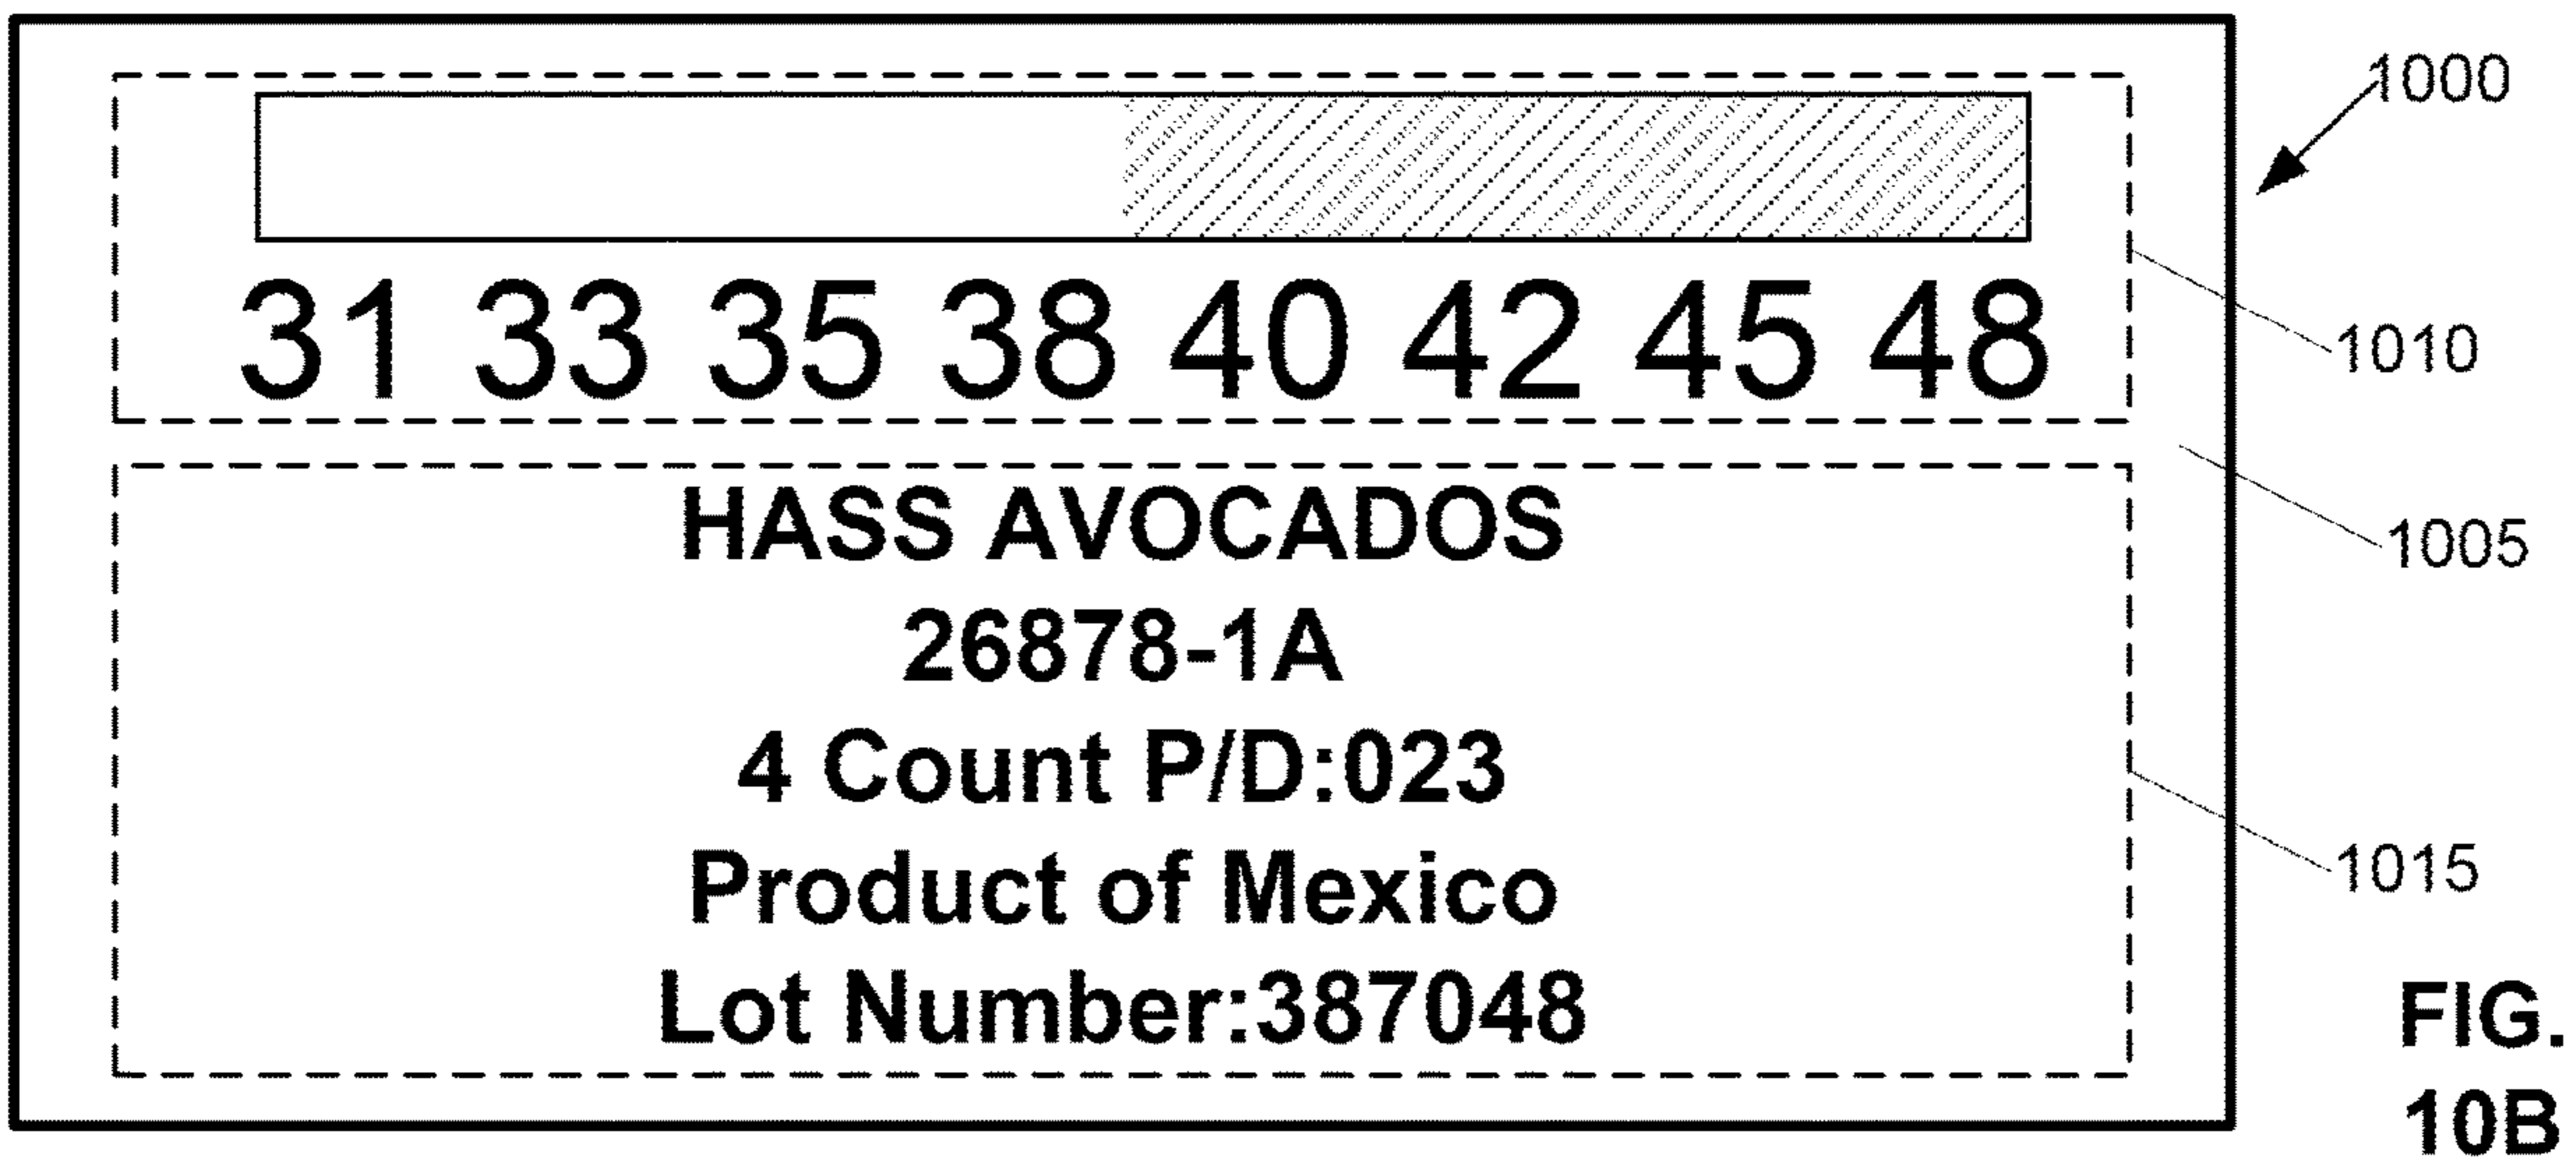 1000
31 33 35 38 40 42 45 48
1010
1005
HASS AVOCADOS
26878-1A
4 Count P/D:023
Product of Mexico
1015
Lot Number:387048
FIG.
10B